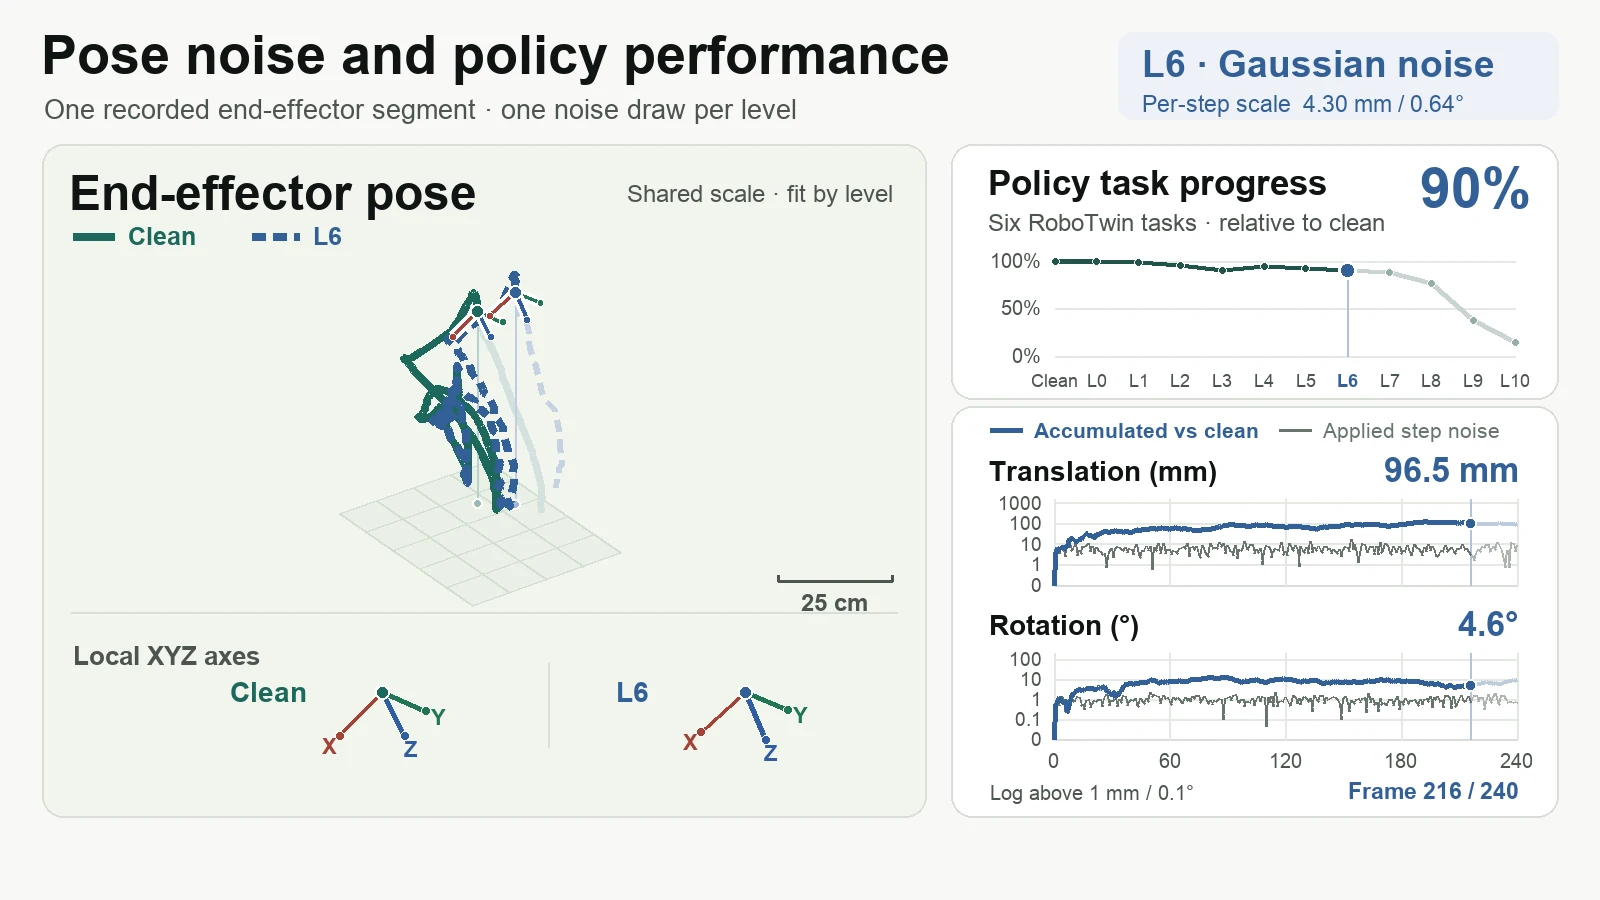 Pose noise and policy performance
One recorded end-effector segment · one noise draw per level
L6 · Gaussian noise
Per-step scale 4.30 mm / 0.64°
End-effector pose
Shared scale · fit by level
Clean
L6
25 cm
Local XYZ axes
Clean
X
Y
Z
L6
X
Y
Z
Policy task progress
90%
Six RoboTwin tasks · relative to clean
100%
50%
0%
Clean L0 L1 L2 L3 L4 L5 L6 L7 L8 L9 L10
Accumulated vs clean
Applied step noise
Translation (mm)
96.5 mm
1000
100
10
1
0
Rotation (°)
4.6°
100
10
1
0.1
0
0 60 120 180 240
Log above 1 mm / 0.1°
Frame 216 / 240